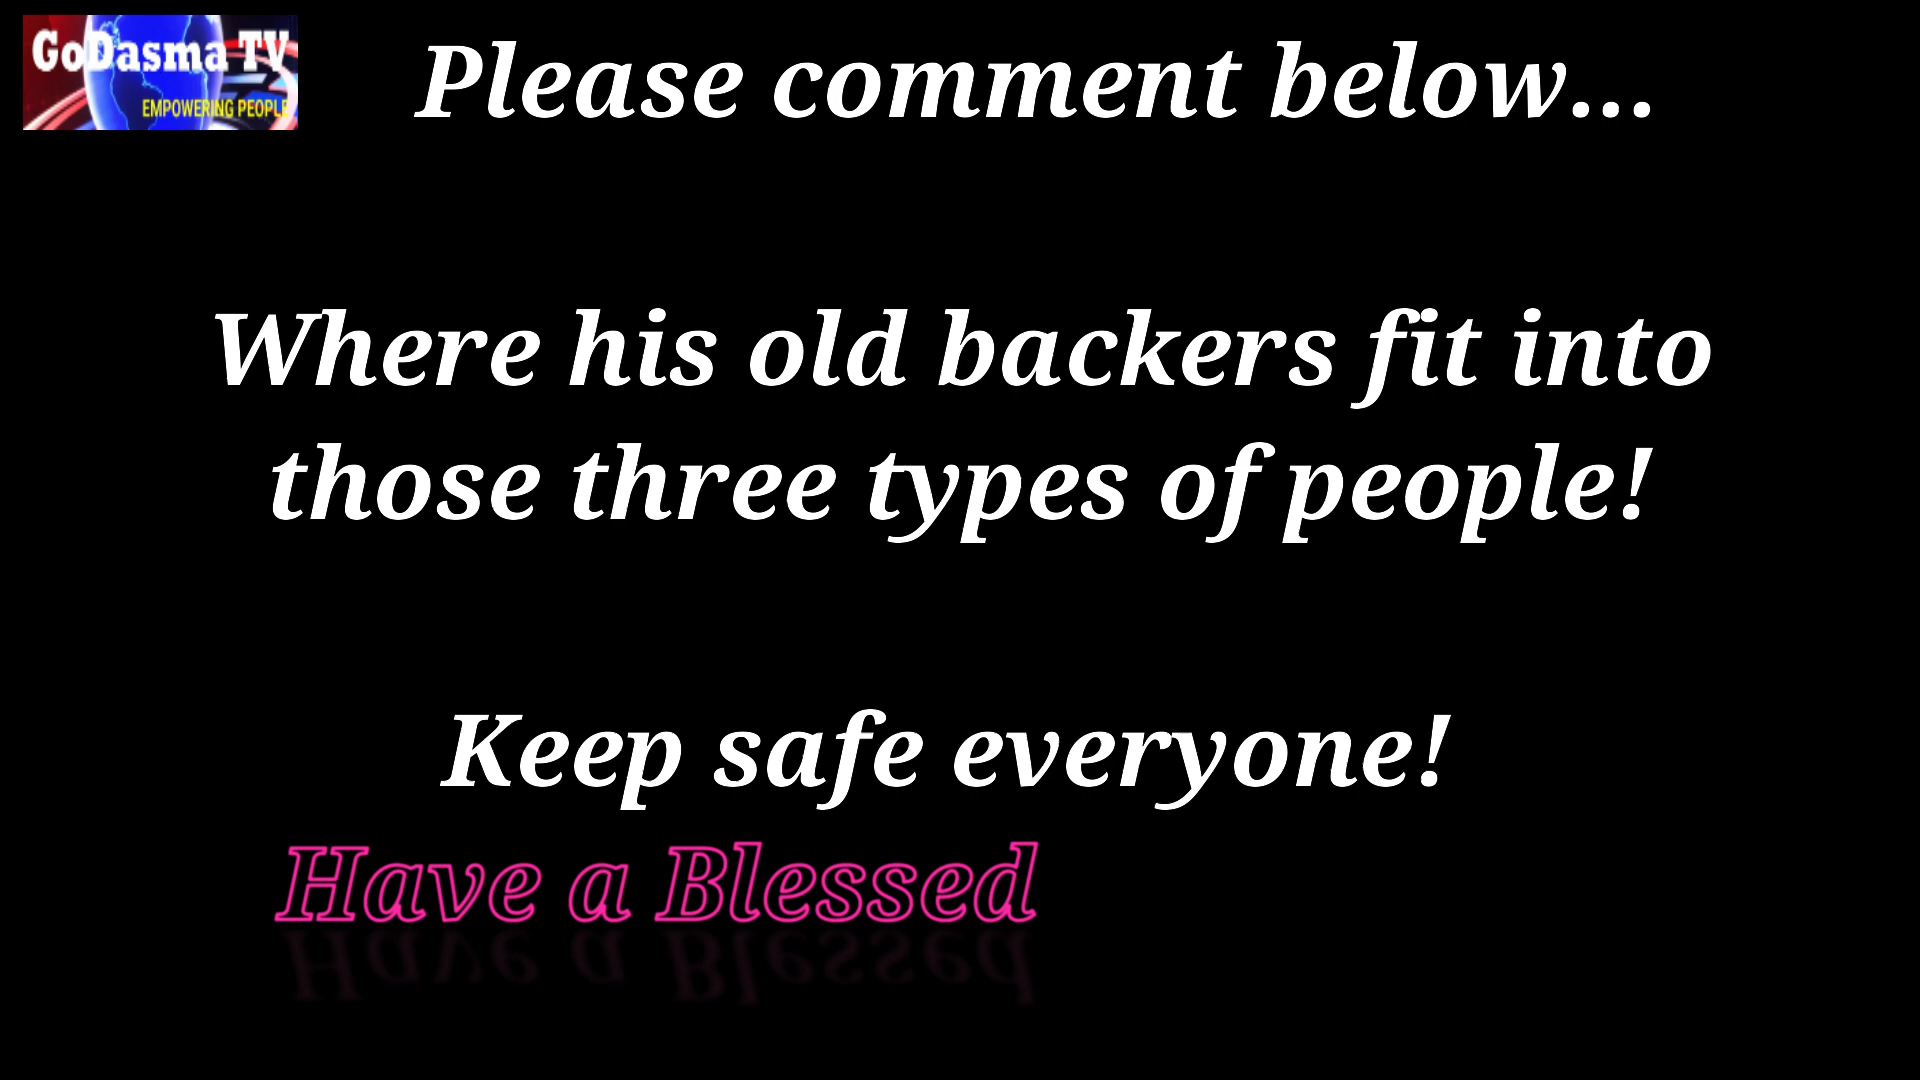 GoDasma TV
EMPOWERING PEOPLE
Please comment below...
Where his old backers fit into
those three types of people!
Keep safe everyone!
Have a Blessed